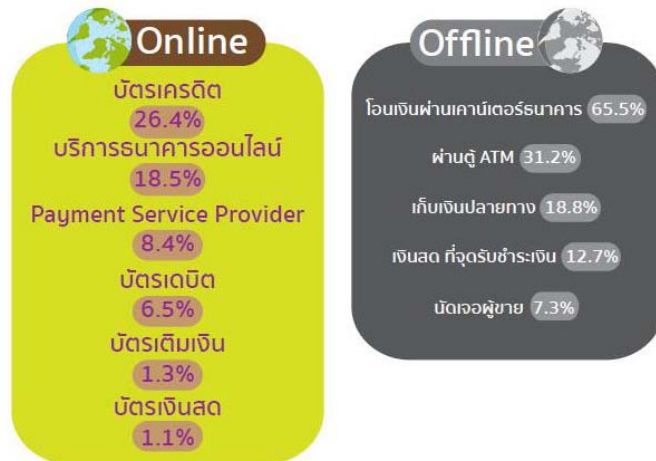 Online
บัตรเครดิต
26.4%
บริการธนาคารออนไลน์
18.5%
Payment Service Provider
8.4%
บัตรเดบิต
6.5%
บัตรเติมเงิน
1.3%
บัตรเงินสด
1.1%
Offline
โอนเงินผ่านเคาน์เตอร์ธนาคาร 65.5%
ผ่านตู้ ATM 31.2%
เก็บเงินปลายทาง 18.8%
เงินสด ที่จุดรับชำระเงิน 12.7%
นัดเจอผู้ขาย 7.3%